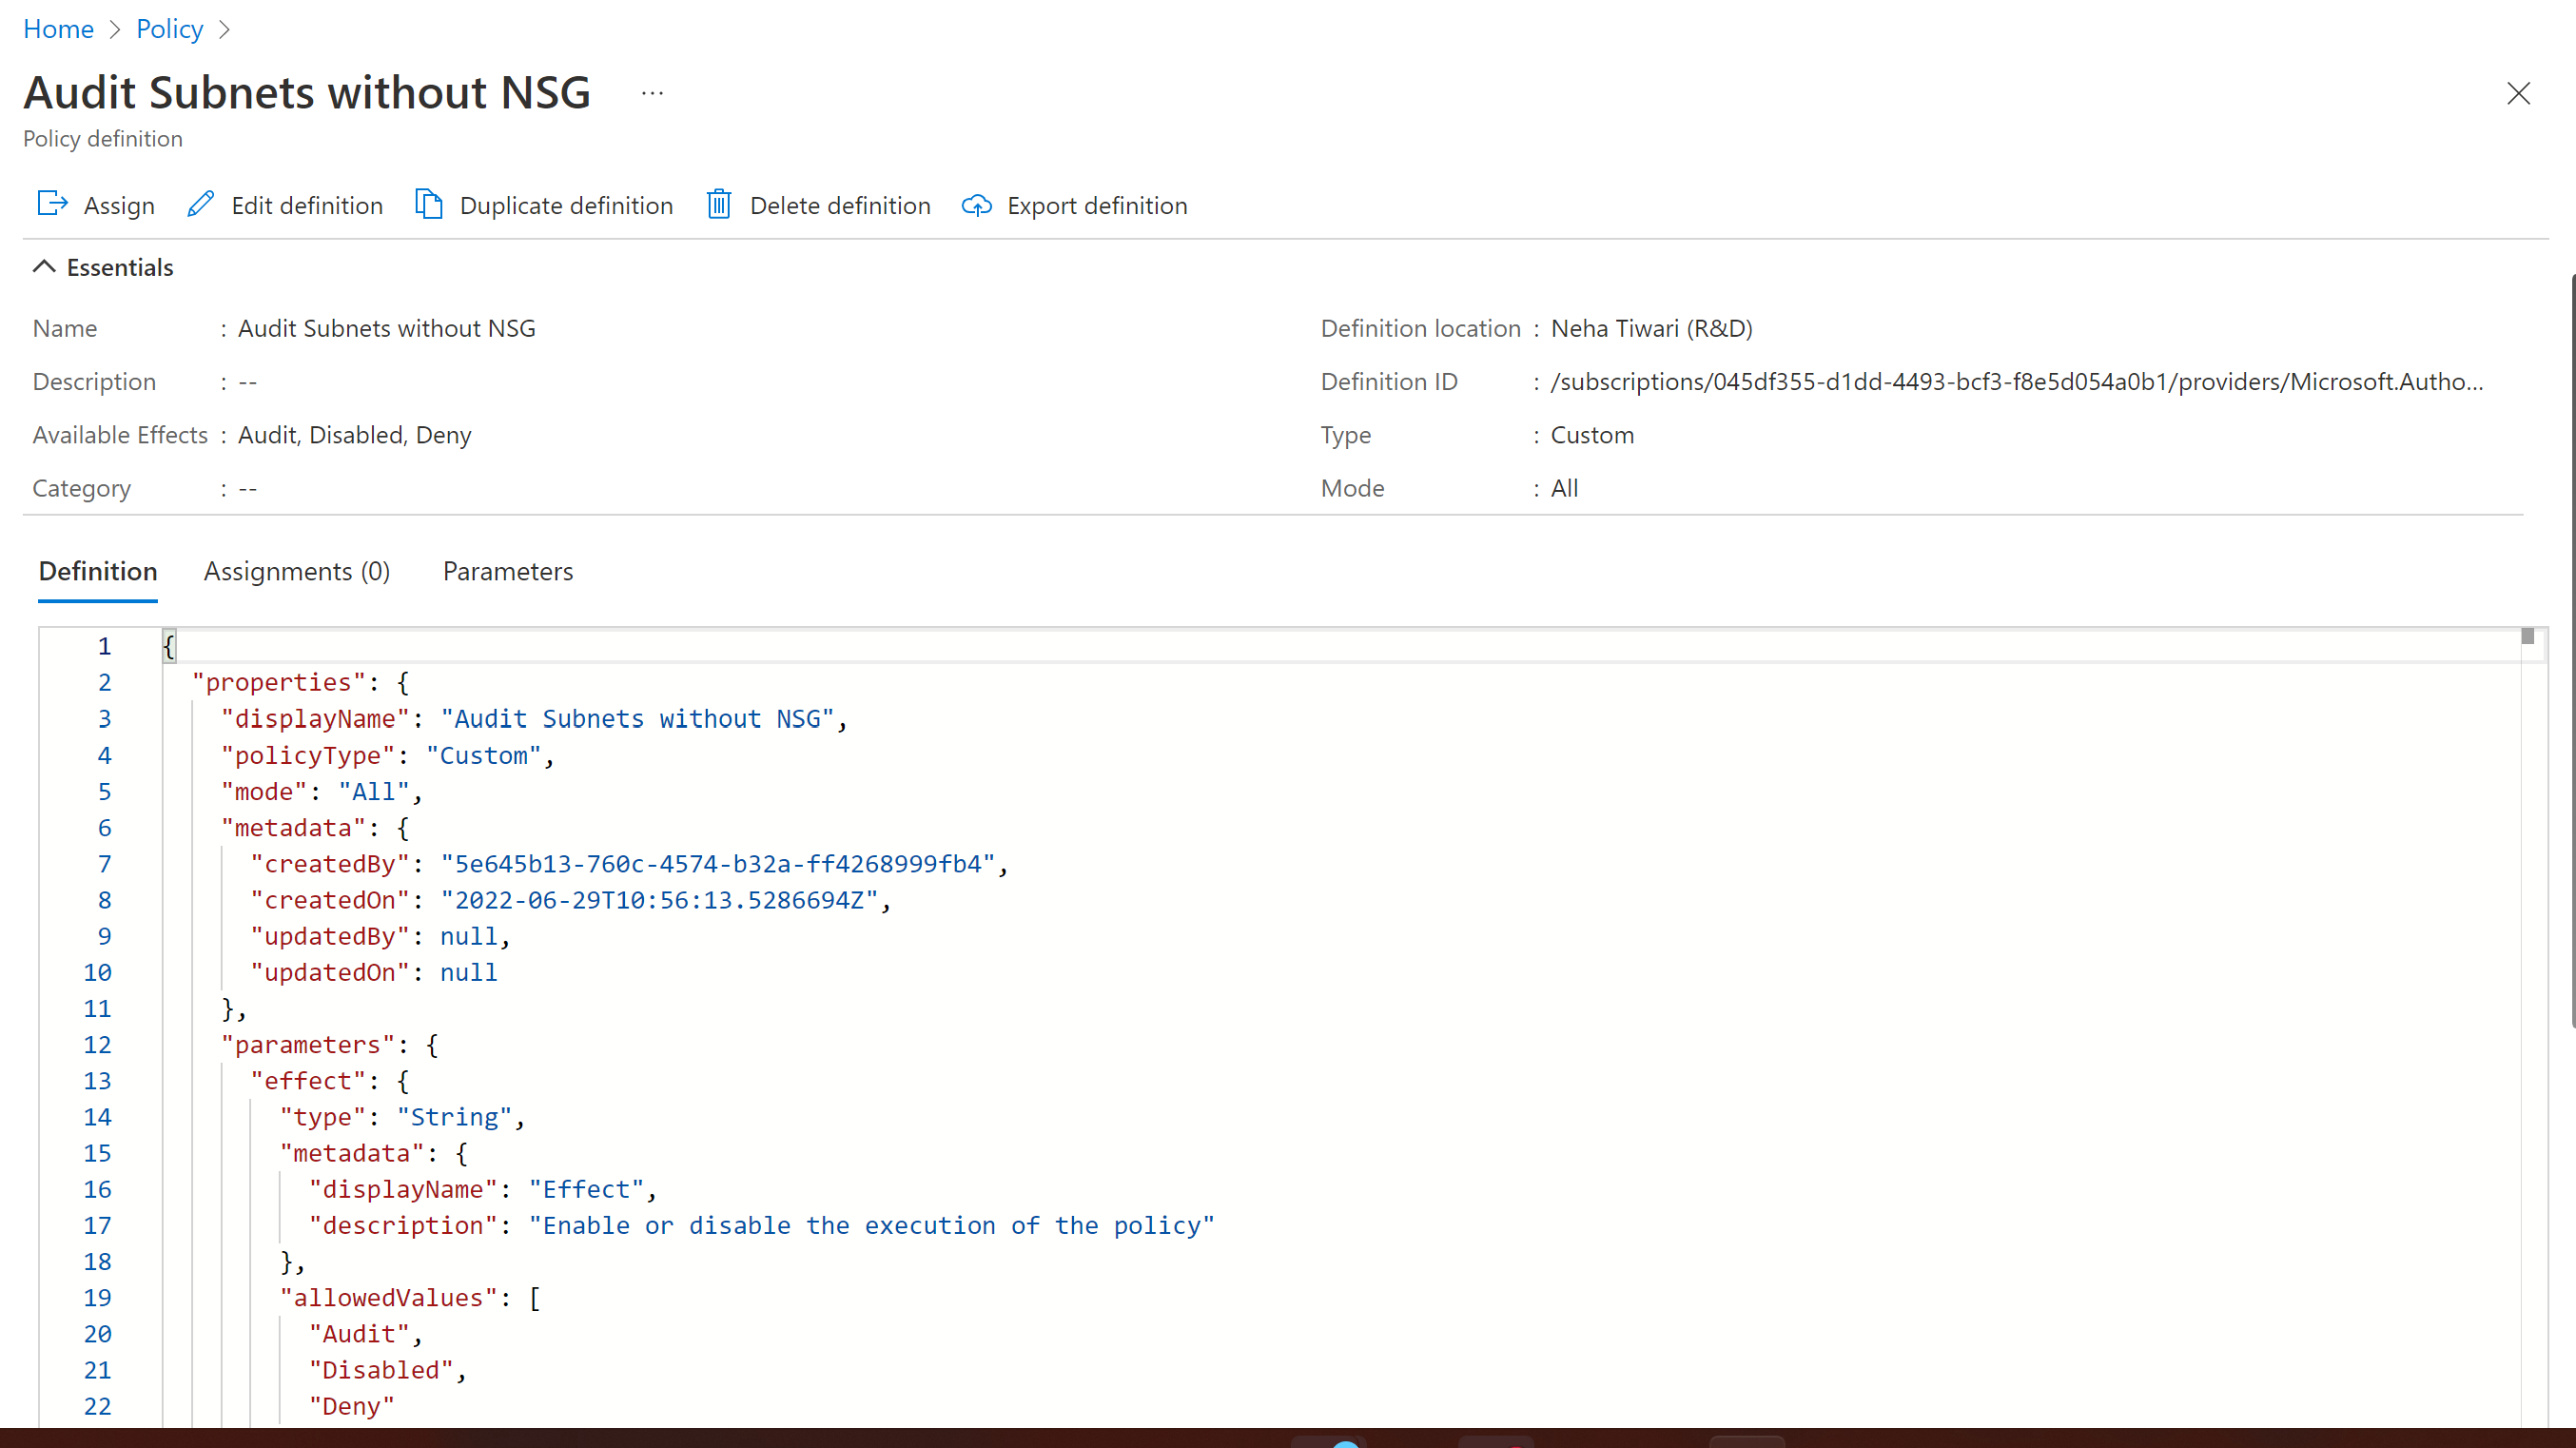 Home > Policy >
Audit Subnets without NSG ...
Policy definition
Assign Edit definition Duplicate definition Delete definition Export definition
Essentials
Name : Audit Subnets without NSG
Description : --
Available Effects : Audit, Disabled, Deny
Category : --
Definition location : Neha Tiwari (R&D)
Definition ID : /subscriptions/045df355-d1dd-4493-bcf3-f8e5d054a0b1/providers/Microsoft.Autho...
Type : Custom
Mode : All
Definition Assignments (0) Parameters
1 {
2 "properties": {
3 "displayName": "Audit Subnets without NSG",
4 "policyType": "Custom",
5 "mode": "All",
6 "metadata": {
7 "createdBy": "5e645b13-760c-4574-b32a-ff4268999fb4",
8 "createdOn": "2022-06-29T10:56:13.5286694Z",
9 "updatedBy": null,
10 "updatedOn": null
11 },
12 "parameters": {
13 "effect": {
14 "type": "String",
15 "metadata": {
16 "displayName": "Effect",
17 "description": "Enable or disable the execution of the policy"
18 },
19 "allowedValues": [
20 "Audit",
21 "Disabled",
22 "Deny"